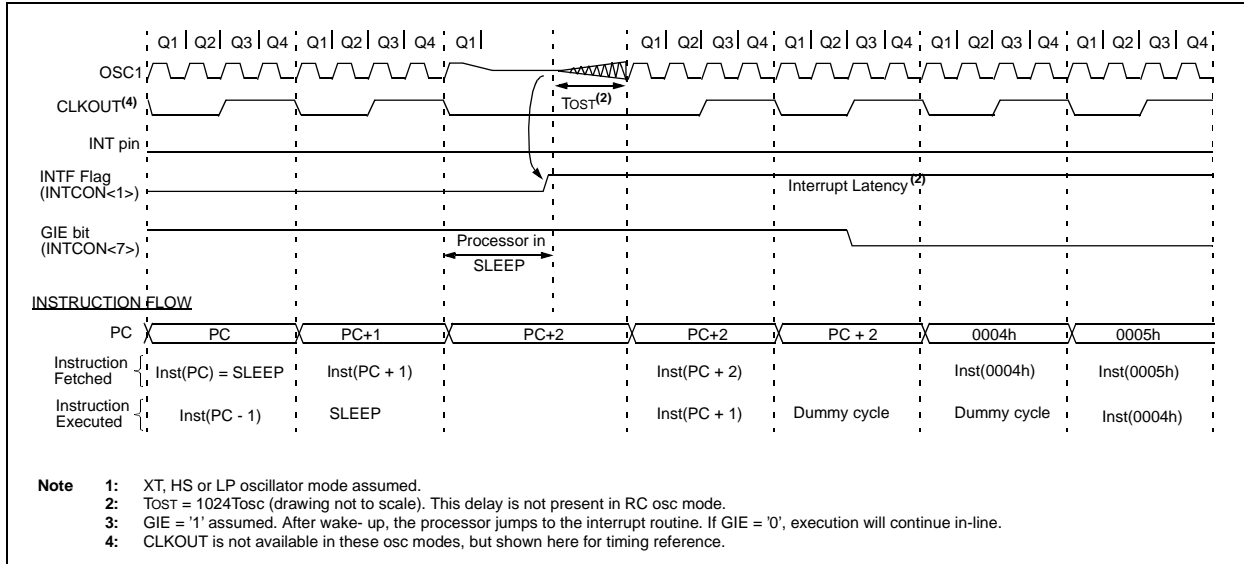 Q1 Q2 Q3 Q4 Q1 Q2 Q3 Q4 Q1 Q1 Q2 Q3 Q4 Q1 Q2 Q3 Q4 Q1 Q2 Q3 Q4 Q1 Q2 Q3 Q4
OSC1
TOST(2)
CLKOUT(4)
INT pin
INTF Flag
(INTCON<1>)
Interrupt Latency(2)
GIE bit
(INTCON<7>)
Processor in
SLEEP
INSTRUCTION FLOW
PC PC PC+1 PC+2 PC+2 PC + 2 0004h 0005h
Instruction
Fetched
Inst(PC) = SLEEP Inst(PC + 1) Inst(PC + 2) Inst(0004h) Inst(0005h)
Instruction
Executed
Inst(PC - 1) SLEEP Inst(PC + 1) Dummy cycle Dummy cycle Inst(0004h)
Note 1: XT, HS or LP oscillator mode assumed.
2: TOST = 1024Tosc (drawing not to scale). This delay is not present in RC osc mode.
3: GIE = '1' assumed. After wake- up, the processor jumps to the interrupt routine. If GIE = '0', execution will continue in-line.
4: CLKOUT is not available in these osc modes, but shown here for timing reference.